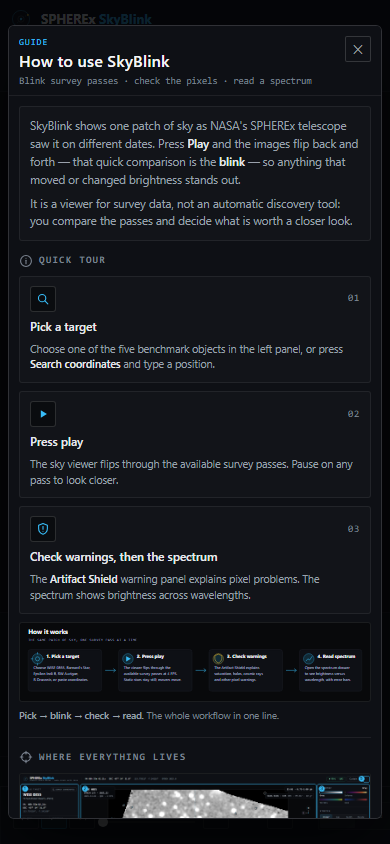 SPHEREx SkyBlink
GUIDE
How to use SkyBlink
Blink survey passes · check the pixels · read a spectrum
SkyBlink shows one patch of sky as NASA's SPHEREx telescope
saw it on different dates. Press Play and the images flip back and
forth — that quick comparison is the blink — so anything that
moved or changed brightness stands out.
It is a viewer for survey data, not an automatic discovery tool:
you compare the passes and decide what is worth a closer look.
QUICK TOUR
01
Pick a target
Choose one of the five benchmark objects in the left panel, or press
Search coordinates and type a position.
02
Press play
The sky viewer flips through the available survey passes. Pause on any
pass to look closer.
03
Check warnings, then the spectrum
The Artifact Shield warning panel explains pixel problems. The
spectrum shows brightness across wavelengths.
How it works
1. Pick a target
2. Press play
3. Check warnings
4. Read spectrum
Pick → blink → check → read. The whole workflow in one line.
WHERE EVERYTHING LIVES